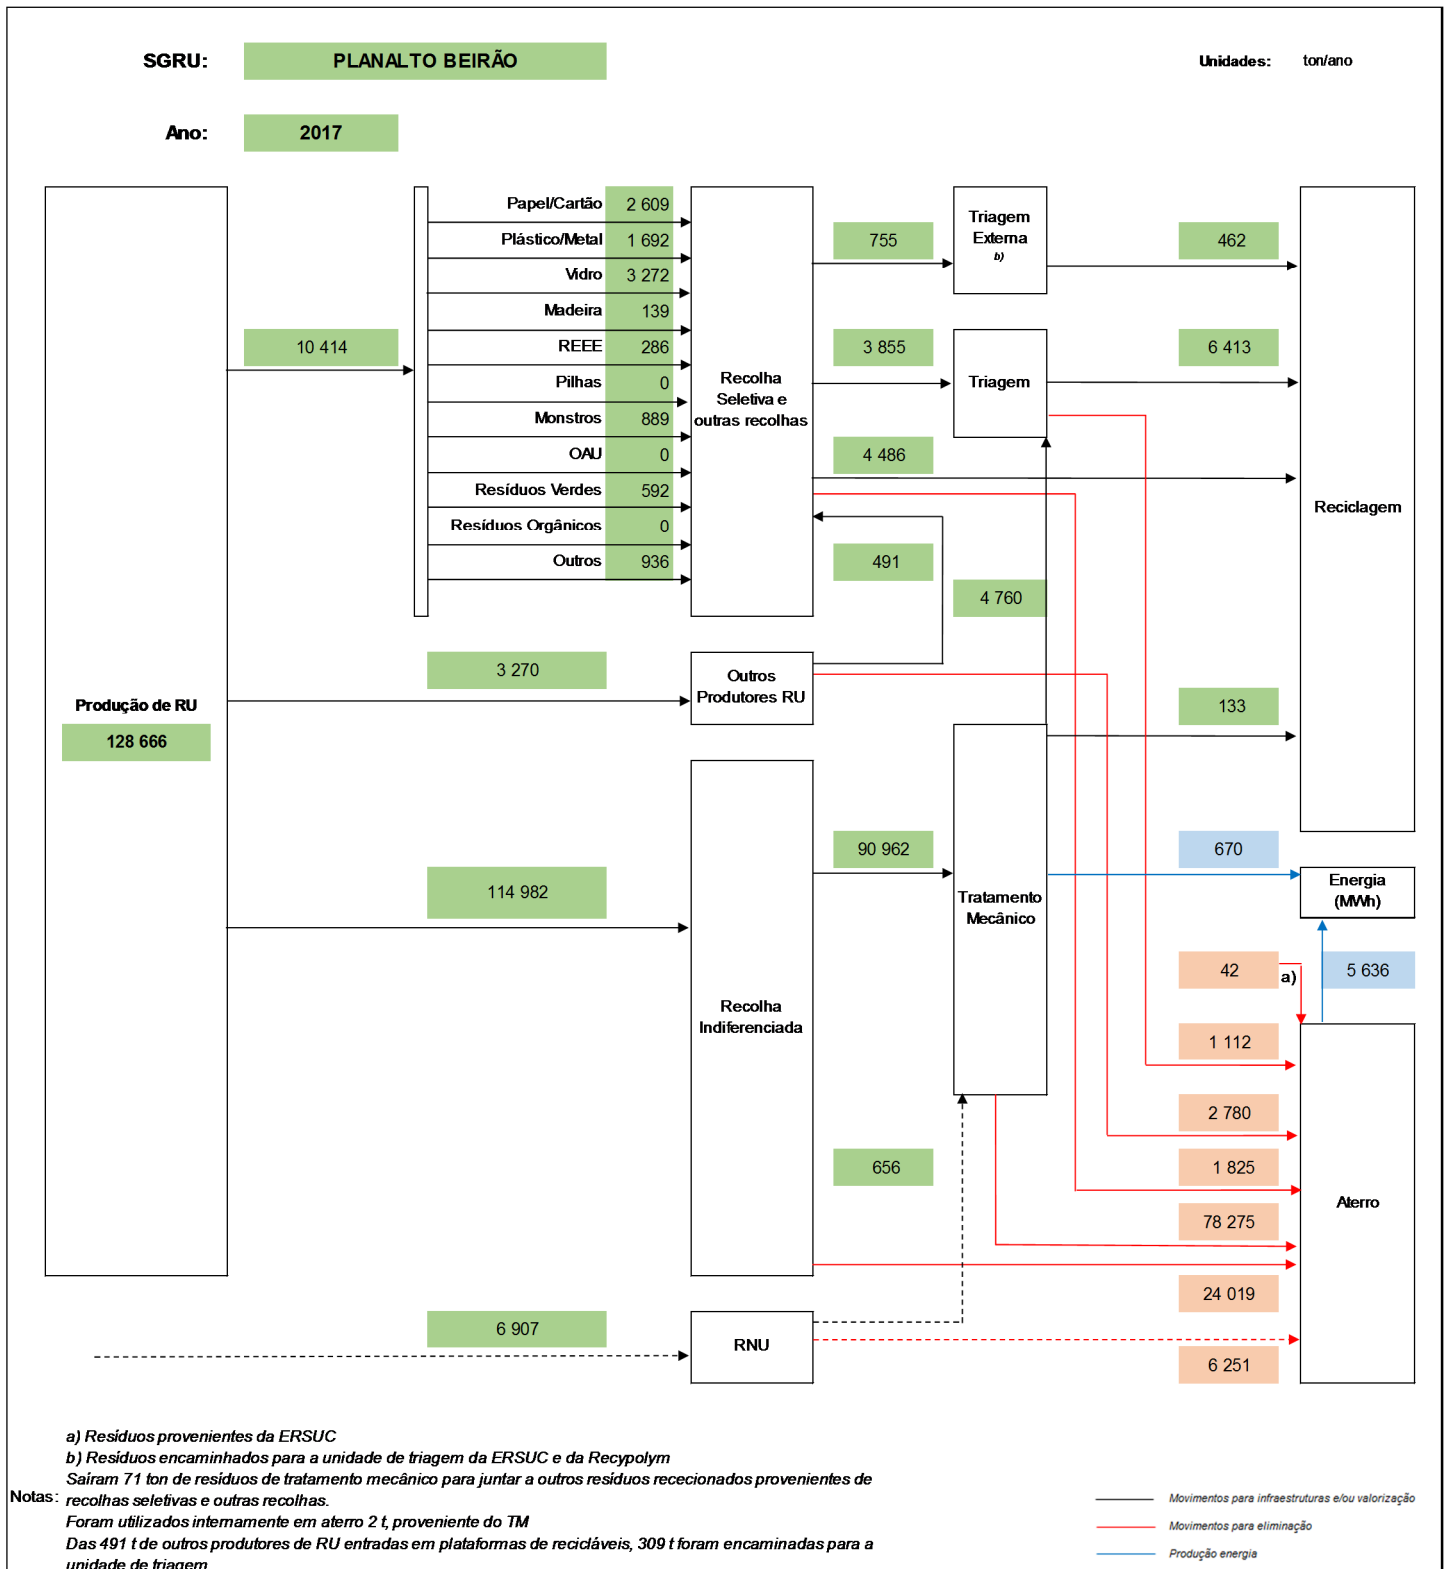 SGRU: PLANALTO BEIRÃO
Unidades: ton/ano
Ano: 2017
Produção de RU
128 666
10 414
3 270
114 982
6 907
Papel/Cartão 2 609
Plástico/Metal 1 692
Vidro 3 272
Madeira 139
REEE 286
Pilhas 0
Monstros 889
OAU 0
Resíduos Verdes 592
Resíduos Orgânicos 0
Outros 936
Recolha
Seletiva e
outras recolhas
Outros
Produtores RU
Recolha
Indiferenciada
RNU
755
3 855
4 486
491
4 760
90 962
656
Triagem
Externa
b)
Triagem
Tratamento
Mecânico
462
6 413
133
670
42
a)
5 636
1 112
2 780
1 825
78 275
24 019
6 251
Reciclagem
Energia
(MWh)
Aterro
Notas:
a) Resíduos provenientes da ERSUC
b) Resíduos encaminhados para a unidade de triagem da ERSUC e da Recypolym
Saíram 71 ton de resíduos de tratamento mecânico para juntar a outros resíduos rececionados provenientes de
recolhas seletivas e outras recolhas.
Foram utilizados internamente em aterro 2 t, proveniente do TM
Das 491 t de outros produtores de RU entradas em plataformas de recicláveis, 309 t foram encaminadas para a
unidade de triagem
Movimentos para infraestruturas e/ou valorização
Movimentos para eliminação
Produção energia